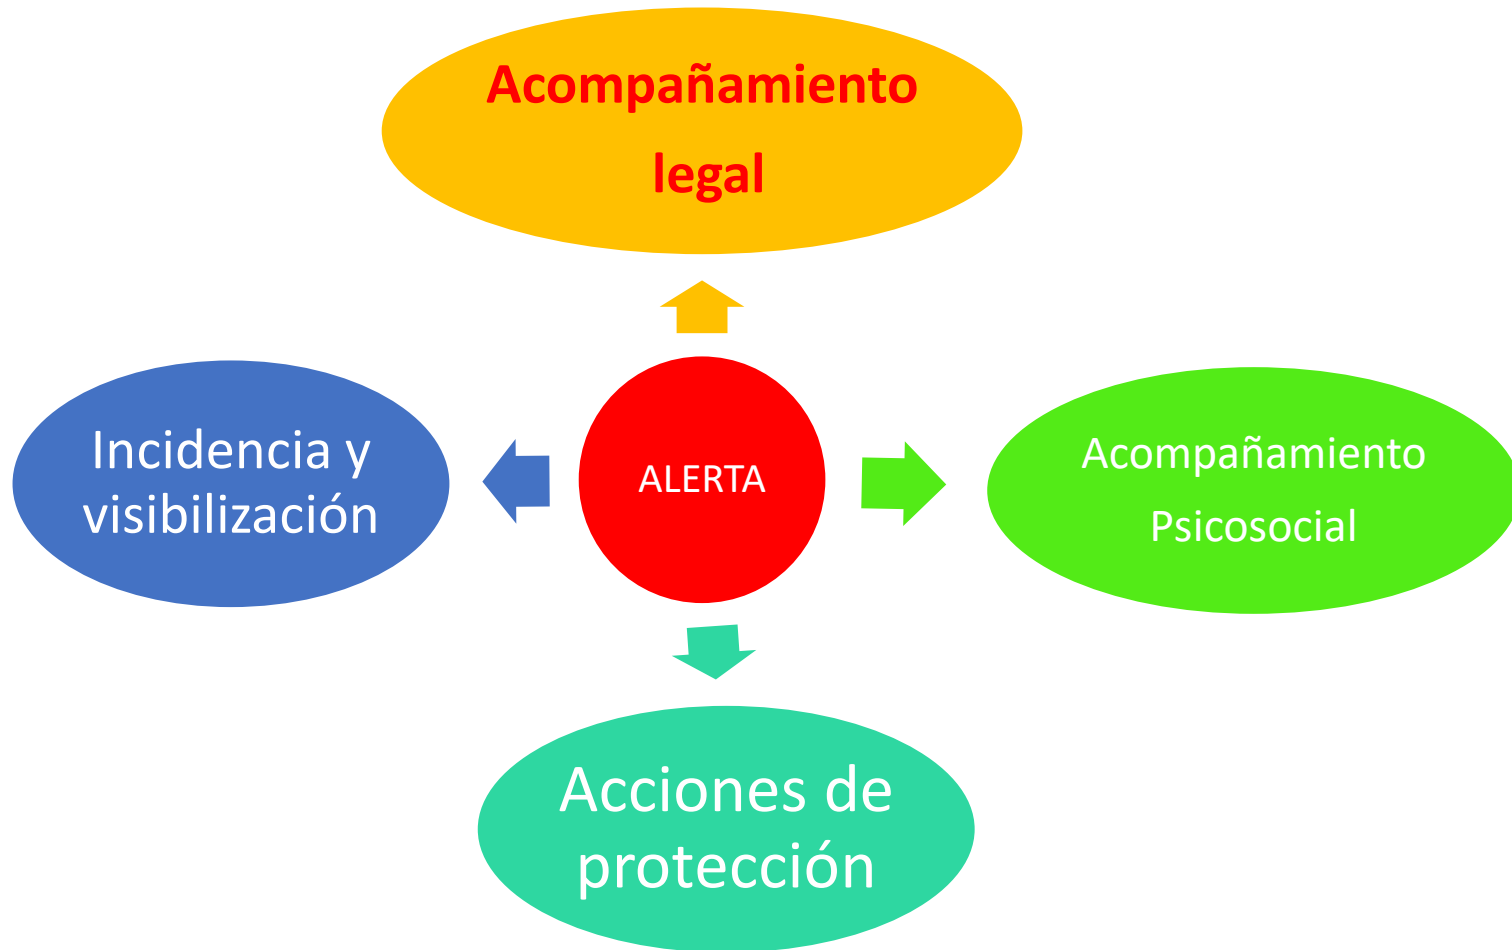 Acompañamiento
legal
Incidencia y
visibilización
ALERTA
Acompañamiento
Psicosocial
Acciones de
protección